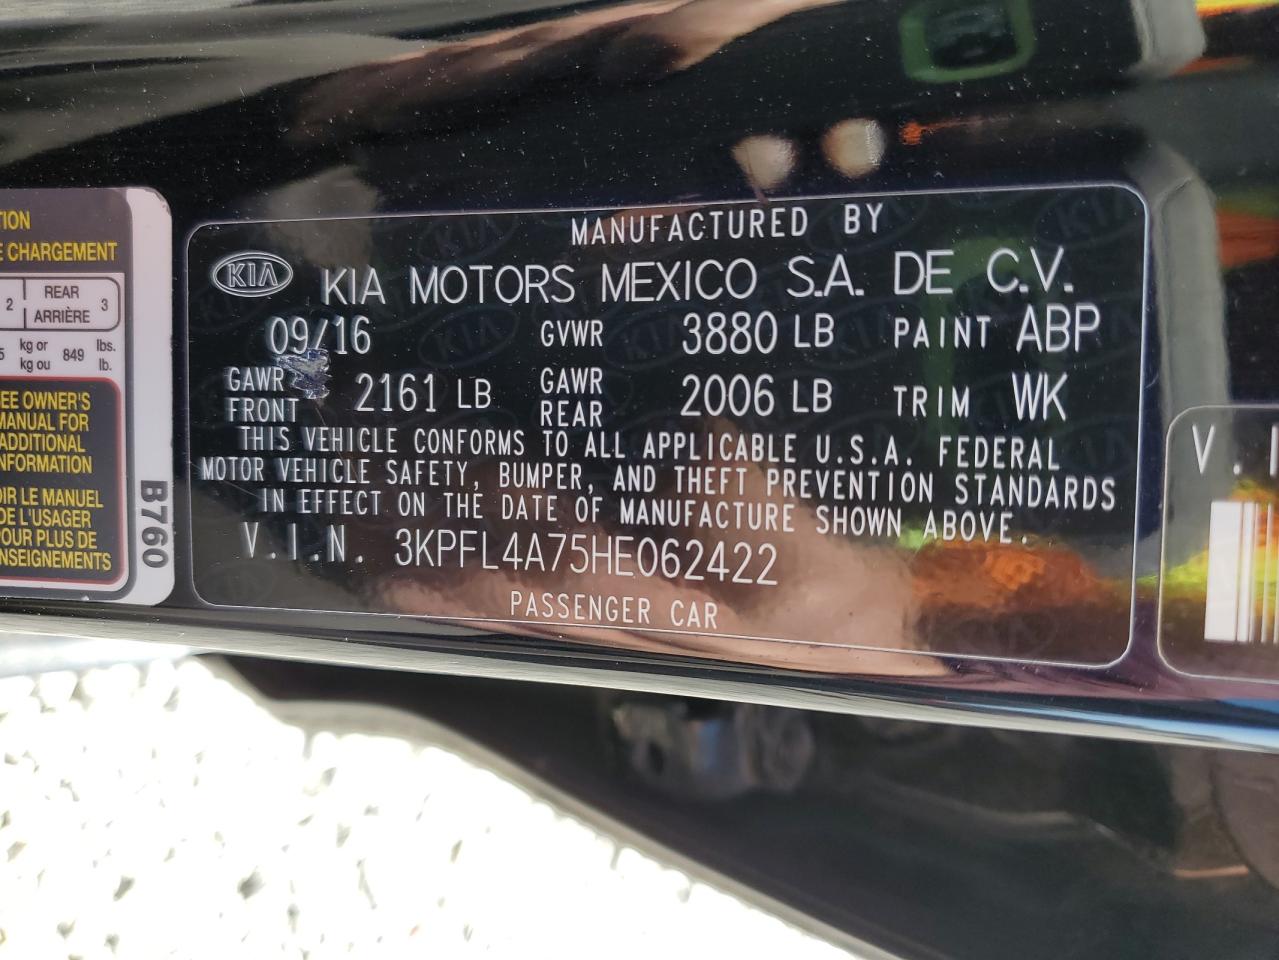 TION
E CHARGEMENT
2 REAR 3
ARRIÈRE
5 kg or 849 lbs.
kg ou lb.
EE OWNER'S
MANUAL FOR
ADDITIONAL
NFORMATION
OIR LE MANUEL
DE L'USAGER
POUR PLUS DE
NSEIGNEMENTS
B760
MANUFACTURED BY
KIA KIA MOTORS MEXICO S.A. DE C.V.
09/16 GVWR 3880 LB PAINT ABP
GAWR FRONT 2161 LB GAWR REAR 2006 LB TRIM WK
THIS VEHICLE CONFORMS TO ALL APPLICABLE U.S.A. FEDERAL
MOTOR VEHICLE SAFETY, BUMPER, AND THEFT PREVENTION STANDARDS
IN EFFECT ON THE DATE OF MANUFACTURE SHOWN ABOVE.
V.I.N. 3KPFL4A75HE062422
PASSENGER CAR
V.I